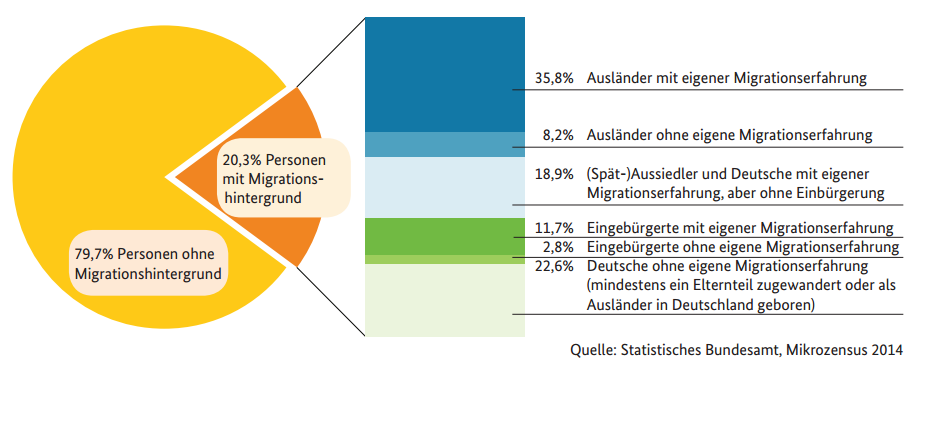 20,3% Personen
mit Migrations-
hintergrund
79,7% Personen ohne
Migrationshintergrund
35,8% Ausländer mit eigener Migrationserfahrung
8,2% Ausländer ohne eigene Migrationserfahrung
18,9% (Spät-)Aussiedler und Deutsche mit eigener
Migrationserfahrung, aber ohne Einbürgerung
11,7% Eingebürgerte mit eigener Migrationserfahrung
2,8% Eingebürgerte ohne eigene Migrationserfahrung
22,6% Deutsche ohne eigene Migrationserfahrung
(mindestens ein Elternteil zugewandert oder als
Ausländer in Deutschland geboren)
Quelle: Statistisches Bundesamt, Mikrozensus 2014